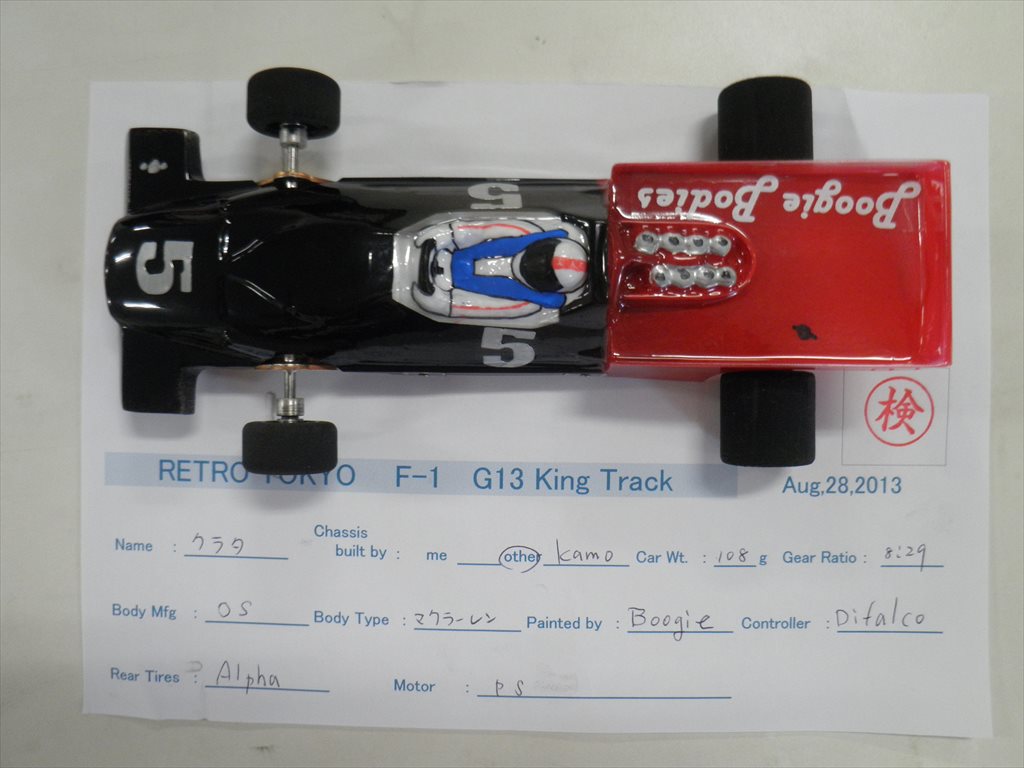 5
5
5
Boogie Bodies
検
RETRO TOKYO F-1 G13 King Track
Aug,28,2013
Name : クラタ Chassis built by : me other kamo Car Wt. : 108 g Gear Ratio : 8:29
Body Mfg : OS Body Type : マクラーレン Painted by : Boogie Controller : Difalco
Rear Tires : Alpha Motor : PS